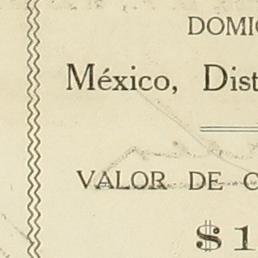 DOMIC
México, Dist
VALOR DE C
$ 1